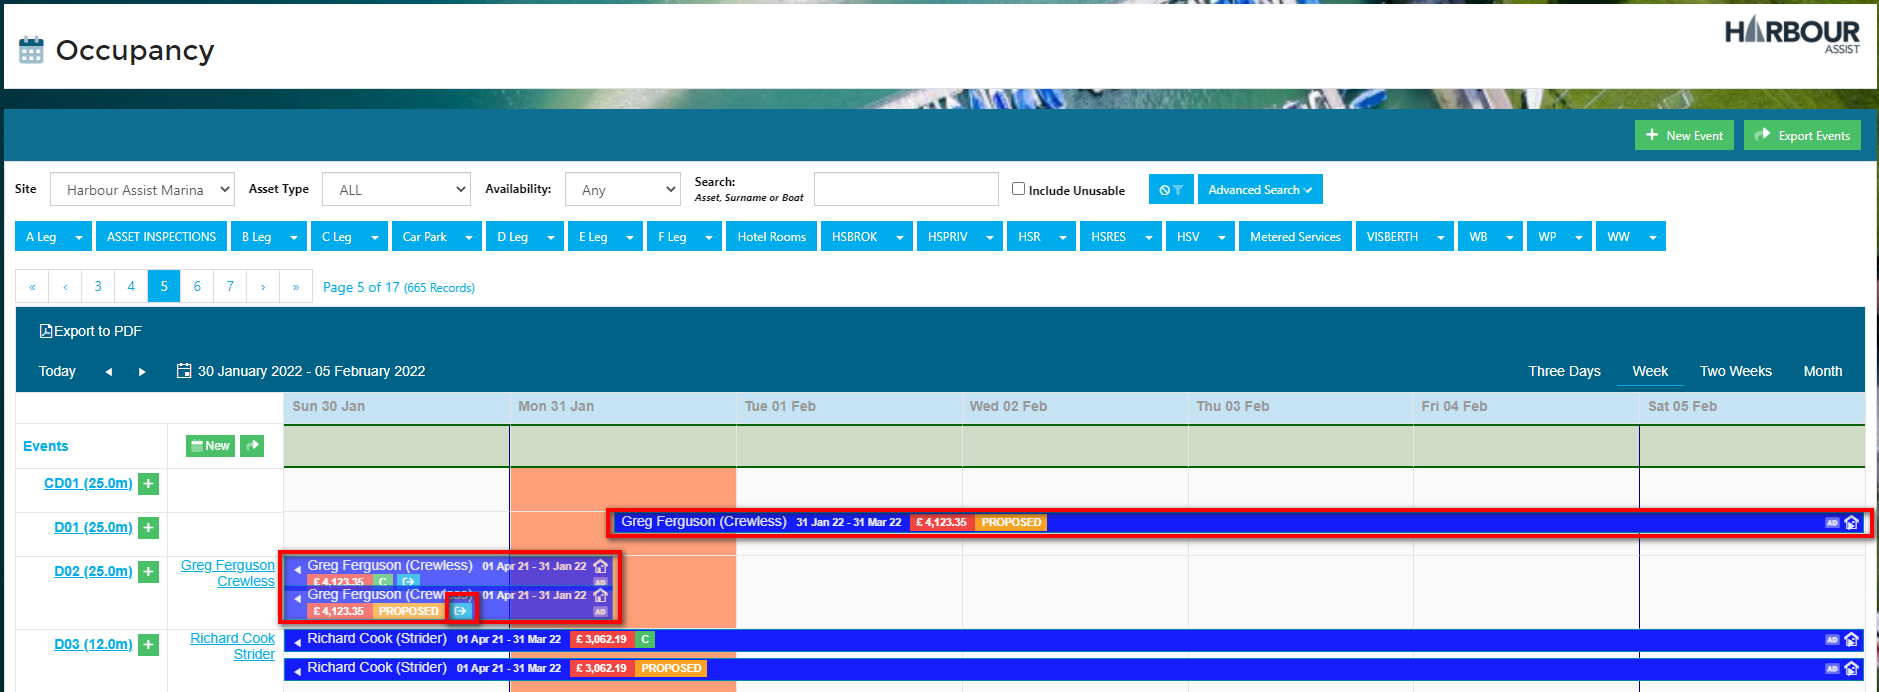 Occupancy
HARBOUR
ASSIST
New Event
Export Events
Site
Harbour Assist Marina
Asset Type
ALL
Availability:
Any
Search:
Asset, Surname or Boat
Include Unusable
Advanced Search
A Leg
ASSET INSPECTIONS
B Leg
C Leg
Car Park
D Leg
E Leg
F Leg
Hotel Rooms
HSBROK
HSPRIV
HSR
HSRES
HSV
Metered Services
VISBERTH
WB
WP
WW
« ‹ 3 4 5 6 7 › » Page 5 of 17 (665 Records)
Export to PDF
Today
30 January 2022 - 05 February 2022
Three Days
Week
Two Weeks
Month
Sun 30 Jan
Mon 31 Jan
Tue 01 Feb
Wed 02 Feb
Thu 03 Feb
Fri 04 Feb
Sat 05 Feb
Events
New
CD01 (25.0m) +
D01 (25.0m) +
Greg Ferguson (Crewless) 31 Jan 22 - 31 Mar 22 £ 4,123.35 PROPOSED AD
D02 (25.0m) +
Greg Ferguson
Crewless
Greg Ferguson (Crewless) 01 Apr 21 - 31 Jan 22
£ 4,123.35 C AD
Greg Ferguson (Crewless) 01 Apr 21 - 31 Jan 22
£ 4,123.35 PROPOSED AD
D03 (12.0m) +
Richard Cook
Strider
Richard Cook (Strider) 01 Apr 21 - 31 Mar 22 £ 3,062.19 C AD
Richard Cook (Strider) 01 Apr 21 - 31 Mar 22 £ 3,062.19 PROPOSED AD